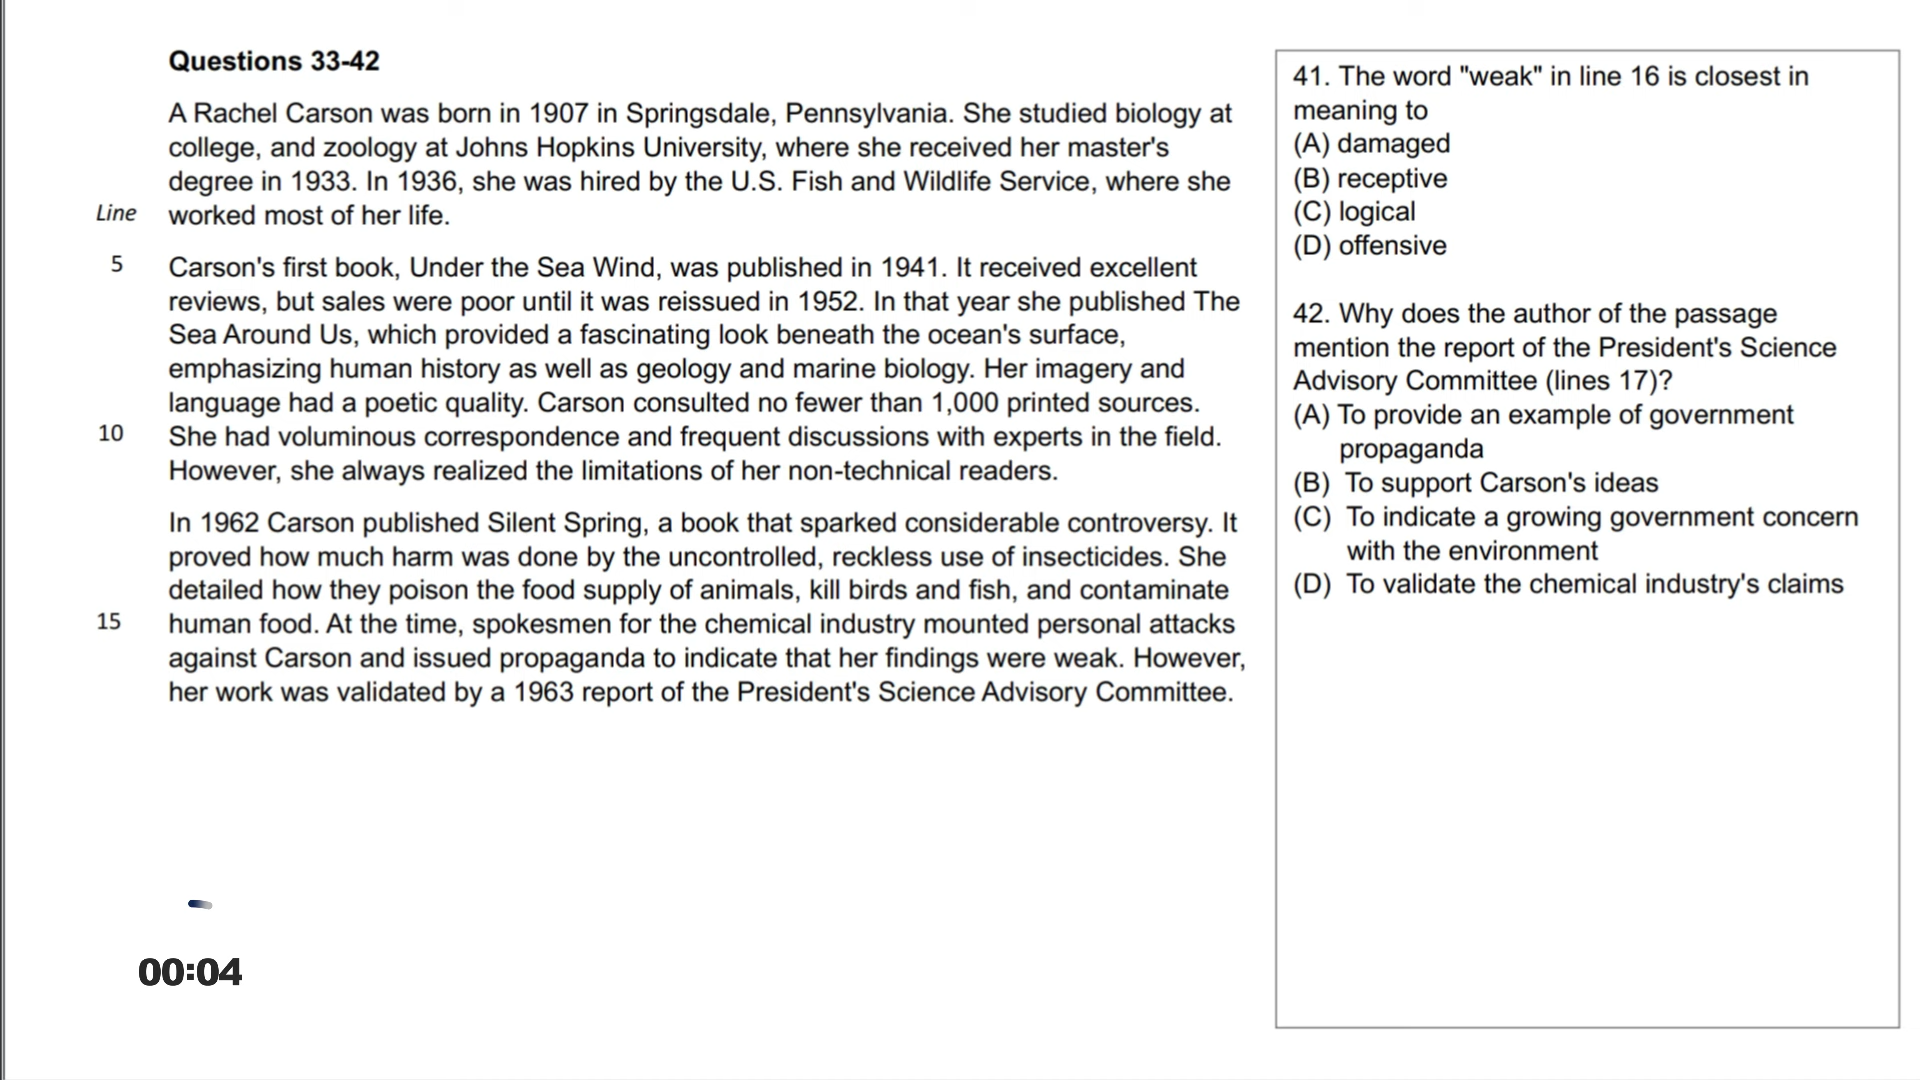 Questions 33-42
A Rachel Carson was born in 1907 in Springsdale, Pennsylvania. She studied biology at
college, and zoology at Johns Hopkins University, where she received her master's
degree in 1933. In 1936, she was hired by the U.S. Fish and Wildlife Service, where she
Line worked most of her life.
5 Carson's first book, Under the Sea Wind, was published in 1941. It received excellent
reviews, but sales were poor until it was reissued in 1952. In that year she published The
Sea Around Us, which provided a fascinating look beneath the ocean's surface,
emphasizing human history as well as geology and marine biology. Her imagery and
language had a poetic quality. Carson consulted no fewer than 1,000 printed sources.
10 She had voluminous correspondence and frequent discussions with experts in the field.
However, she always realized the limitations of her non-technical readers.
In 1962 Carson published Silent Spring, a book that sparked considerable controversy. It
proved how much harm was done by the uncontrolled, reckless use of insecticides. She
detailed how they poison the food supply of animals, kill birds and fish, and contaminate
15 human food. At the time, spokesmen for the chemical industry mounted personal attacks
against Carson and issued propaganda to indicate that her findings were weak. However,
her work was validated by a 1963 report of the President's Science Advisory Committee.
00:04
41. The word "weak" in line 16 is closest in
meaning to
(A) damaged
(B) receptive
(C) logical
(D) offensive
42. Why does the author of the passage
mention the report of the President's Science
Advisory Committee (lines 17)?
(A) To provide an example of government
propaganda
(B) To support Carson's ideas
(C) To indicate a growing government concern
with the environment
(D) To validate the chemical industry's claims